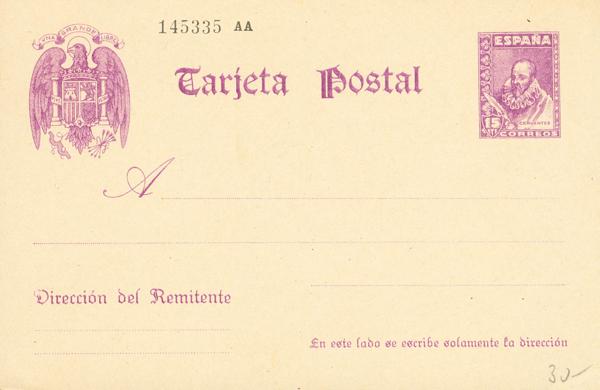 UNA GRANDE LIBRE
145335 AA
Tarjeta Postal
ESPAÑA
15 CTS
CERVANTES
CORREOS
A
Dirección del Remitente
En este lado se escribe solamente la dirección
30-